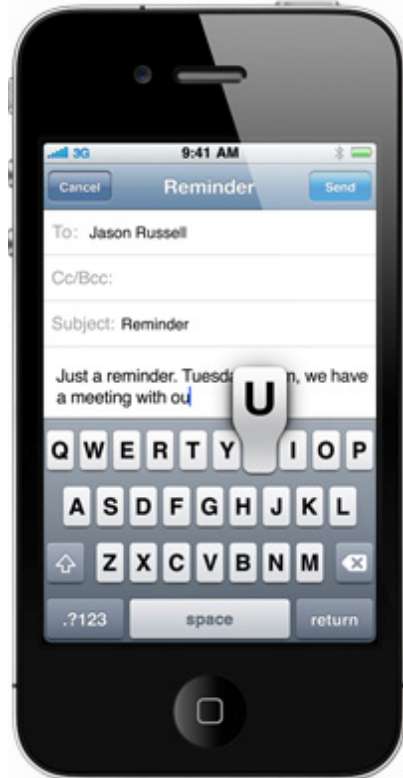 3G 9:41 AM
Cancel Reminder Send
To: Jason Russell
Cc/Bcc:
Subject: Reminder
Just a reminder. we have
a meeting with ou
U
Q W E R T Y I O P
A S D F G H J K L
Z X C V B N M
.?123 space return